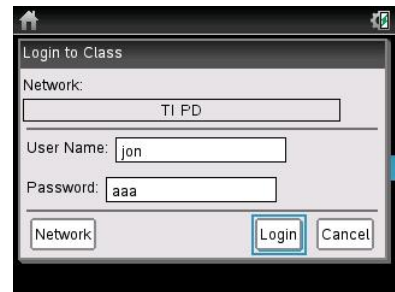 Login to Class
Network:
TI PD
User Name: jon
Password: aaa
Network Login Cancel